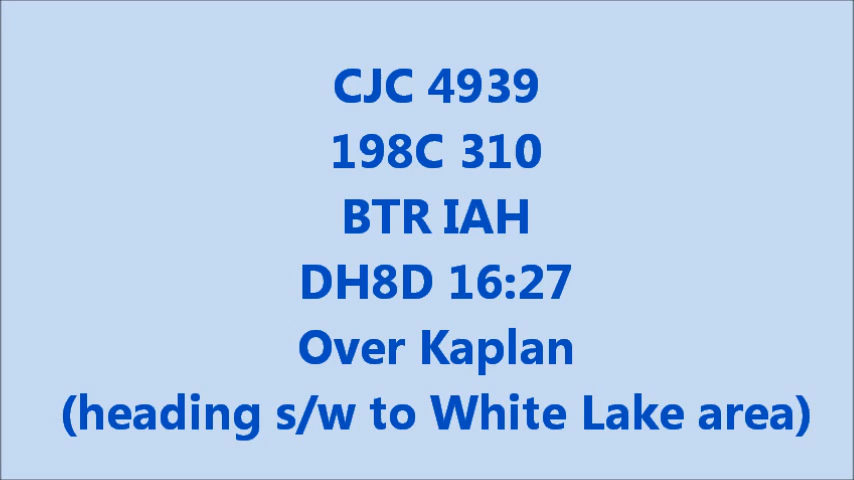 CJC 4939
198C 310
BTR IAH
DH8D 16:27
Over Kaplan
(heading s/w to White Lake area)